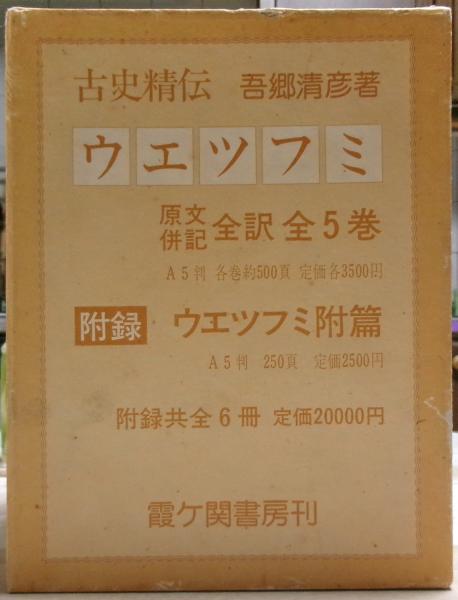 古史精伝 吾郷清彦著
ウエツフミ
原文併記 全訳 全5巻
A5判 各巻約500頁 定価各3500円
附録 ウエツフミ附篇
A5判 250頁 定価2500円
附録共全6冊 定価20000円
霞ケ関書房刊